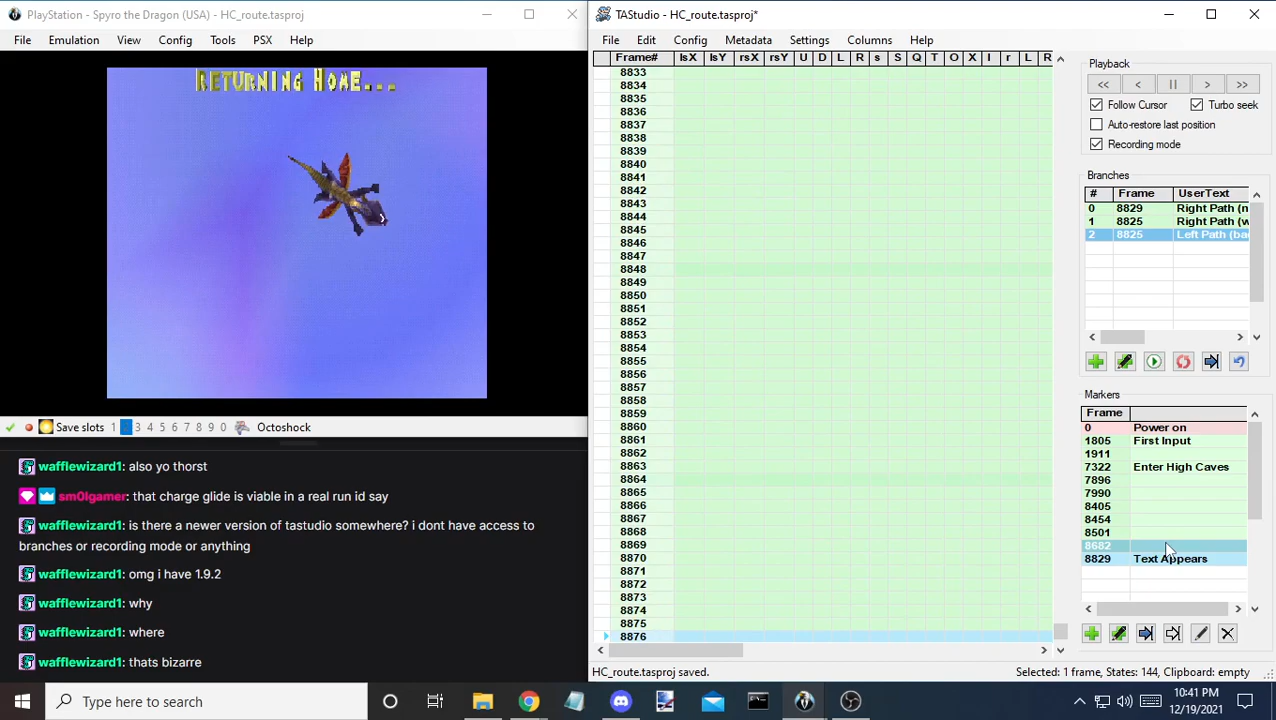 PlayStation - Spyro the Dragon (USA) - HC_route.tasproj
File Emulation View Config Tools PSX Help
RETURNING HOME...
Save slots 1 3 4 5 6 7 8 9 0 Octoshock
wafflewizard1: also yo thorst
sm0lgamer: that charge glide is viable in a real run id say
wafflewizard1: is there a newer version of tastudio somewhere? i dont have access to
branches or recording mode or anything
wafflewizard1: omg i have 1.9.2
wafflewizard1: why
wafflewizard1: where
wafflewizard1: thats bizarre
TAStudio - HC_route.tasproj*
File Edit Config Metadata Settings Columns Help
Frame# lsX lsY rsX rsY U D L R s S Q T O X l r L R
8833
8834
8835
8836
8837
8838
8839
8840
8841
8842
8843
8844
8845
8846
8847
8848
8849
8850
8851
8852
8853
8854
8855
8856
8857
8858
8859
8860
8861
8862
8863
8864
8865
8866
8867
8868
8869
8870
8871
8872
8873
8874
8875
8876
HC_route.tasproj saved.
Selected: 1 frame, States: 144, Clipboard: empty
Playback
<< < || > >>
Follow Cursor Turbo seek
Auto-restore last position
Recording mode
Branches
# Frame UserText
0 8829 Right Path (n
1 8825 Right Path (w
2 8825 Left Path (ba
Markers
Frame
0 Power on
1805 First Input
1911
7322 Enter High Caves
7896
7990
8405
8454
8501
8682
8829 Text Appears
Type here to search
10:41 PM
12/19/2021